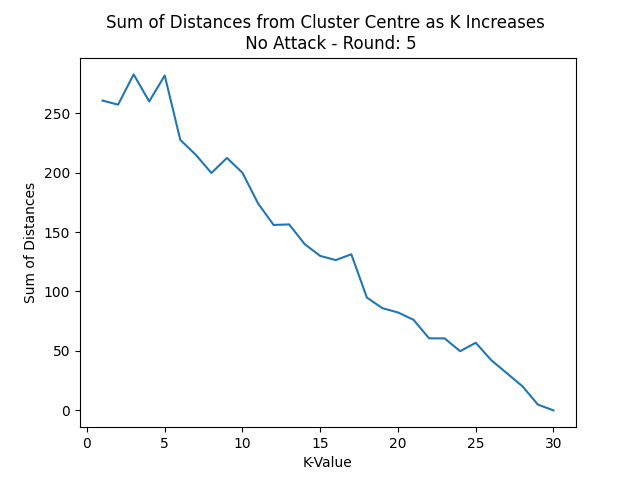 Sum of Distances from Cluster Centre as K Increases
No Attack - Round: 5
250
200
150
100
50
0
Sum of Distances
0 5 10 15 20 25 30
K-Value